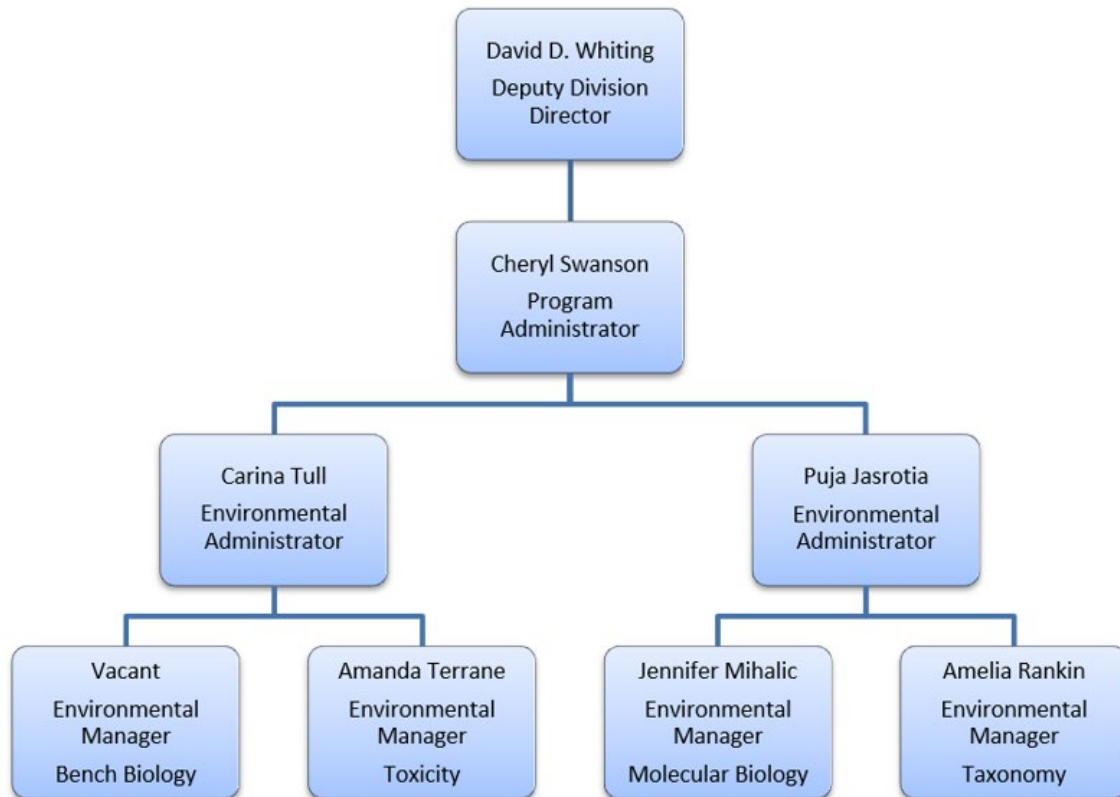 David D. Whiting
Deputy Division
Director
Cheryl Swanson
Program
Administrator
Carina Tull
Environmental
Administrator
Puja Jasrotia
Environmental
Administrator
Vacant
Environmental
Manager
Bench Biology
Amanda Terrane
Environmental
Manager
Toxicity
Jennifer Mihalic
Environmental
Manager
Molecular Biology
Amelia Rankin
Environmental
Manager
Taxonomy